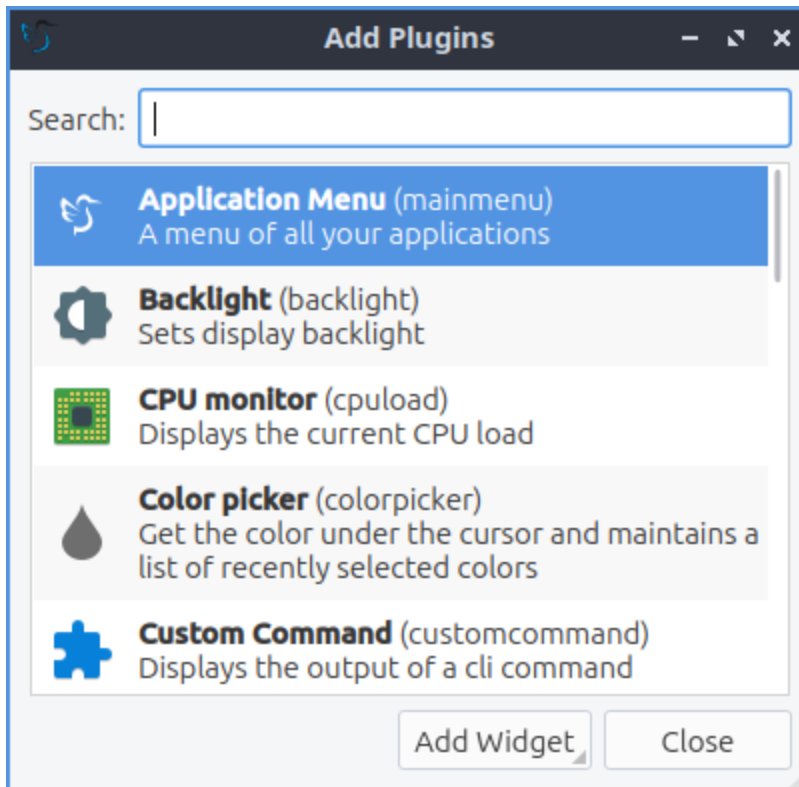 Add Plugins
Search:
Application Menu (mainmenu)
A menu of all your applications
Backlight (backlight)
Sets display backlight
CPU monitor (cpuload)
Displays the current CPU load
Color picker (colorpicker)
Get the color under the cursor and maintains a
list of recently selected colors
Custom Command (customcommand)
Displays the output of a cli command
Add Widget
Close